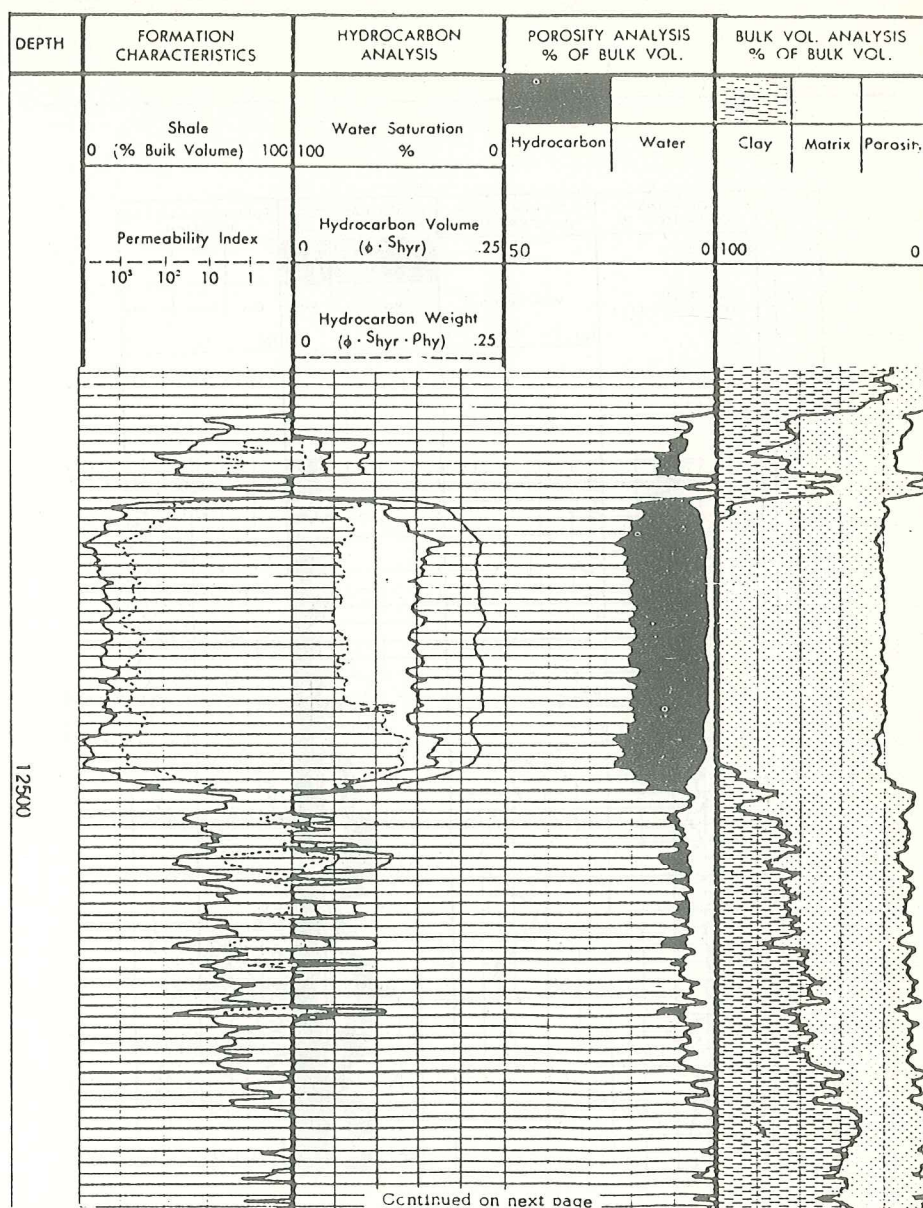 DEPTH
FORMATION
CHARACTERISTICS
HYDROCARBON
ANALYSIS
POROSITY ANALYSIS
% OF BULK VOL.
BULK VOL. ANALYSIS
% OF BULK VOL.
Shale
0 (% Bulk Volume) 100
Water Saturation
100 % 0
Hydrocarbon Water
Clay Matrix Porosit.
Permeability Index
10³ 10² 10 1
Hydrocarbon Volume
0 (ϕ · Shyr) .25
50 0
100 0
Hydrocarbon Weight
0 (ϕ · Shyr · ρhy) .25
12500
Continued on next page